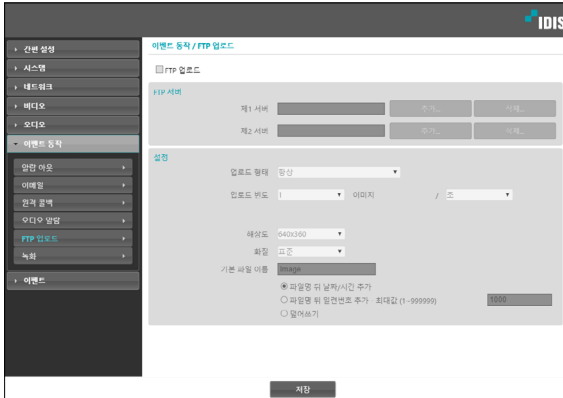 IDIS
간편 설정
시스템
네트워크
비디오
오디오
이벤트 동작
알람 아웃
이메일
원격 콜백
오디오 알람
FTP 업로드
녹화
이벤트
이벤트 동작 / FTP 업로드
FTP 업로드
FTP 서버
제1 서버 추가... 삭제...
제2 서버 추가... 삭제...
설정
업로드 형태 항상
업로드 빈도 1 이미지 / 초
해상도 640x360
화질 표준
기본 파일 이름 Image
파일명 뒤 날짜/시간 추가
파일명 뒤 일련번호 추가 - 최대값 (1~999999) 1000
덮어쓰기
저장